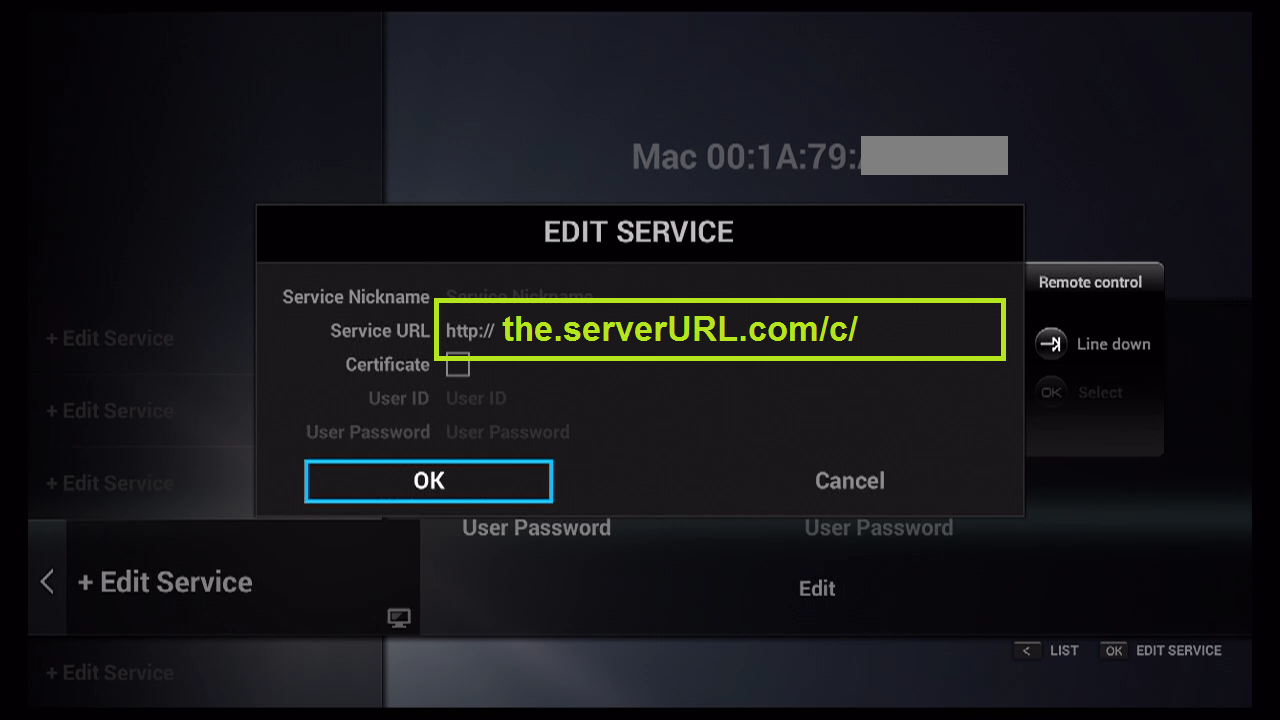 Mac 00:1A:79:
EDIT SERVICE
Service Nickname Service Nickname
Service URL http:// the.serverURL.com/c/
Certificate
User ID User ID
User Password User Password
OK Cancel
Remote control
Line down
OK Select
+ Edit Service
+ Edit Service
+ Edit Service
User Password User Password
+ Edit Service
Edit
< LIST OK EDIT SERVICE
+ Edit Service